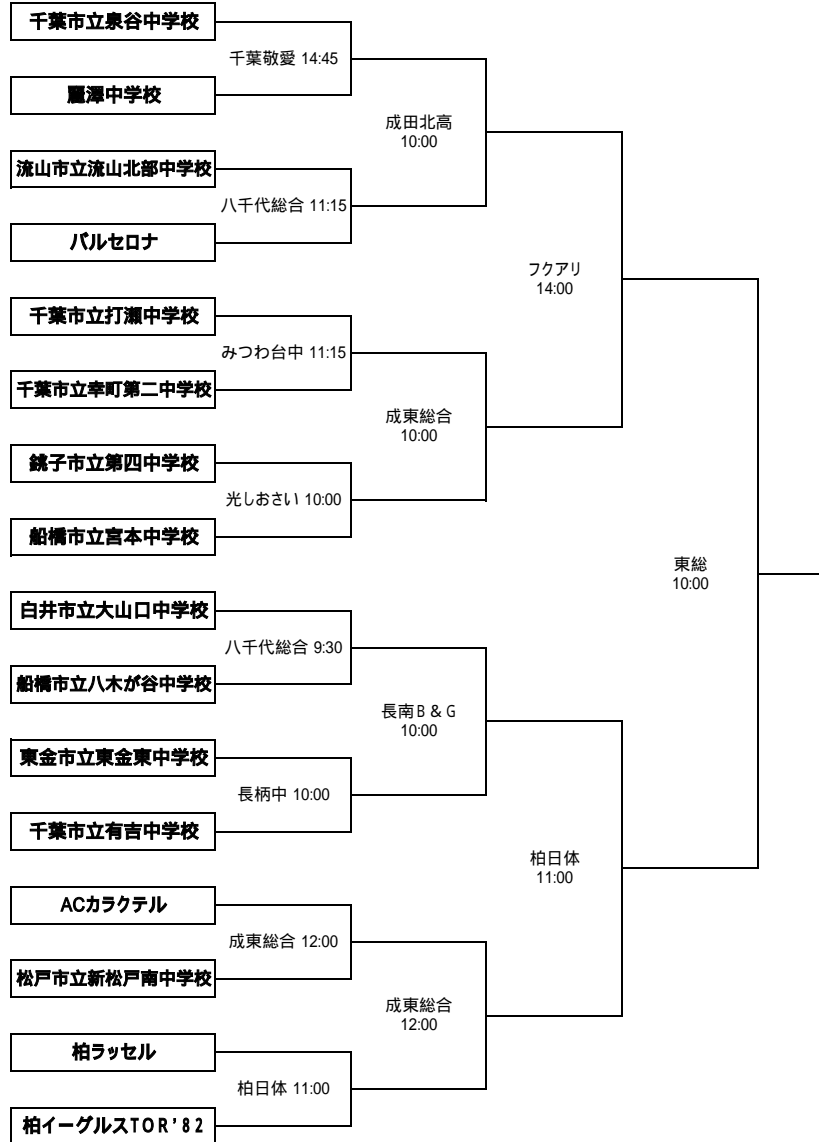 千葉市立泉谷中学校
千葉敬愛 14:45
麗澤中学校
成田北高
10:00
流山市立流山北部中学校
八千代総合 11:15
バルセロナ
フクアリ
14:00
千葉市立打瀬中学校
みつわ台中 11:15
千葉市立幸町第二中学校
成東総合
10:00
銚子市立第四中学校
光しおさい 10:00
船橋市立宮本中学校
東総
10:00
白井市立大山口中学校
八千代総合 9:30
船橋市立八木が谷中学校
長南B & G
10:00
東金市立東金東中学校
長柄中 10:00
千葉市立有吉中学校
柏日体
11:00
ACカラクテル
成東総合 12:00
松戸市立新松戸南中学校
成東総合
12:00
柏ラッセル
柏日体 11:00
柏イーグルスTOR'82